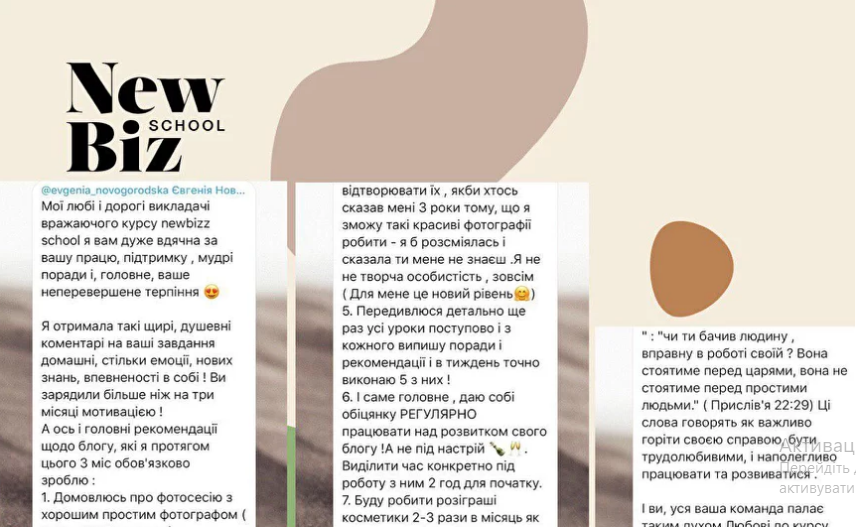 New
SCHOOL
Biz
@evgenia_novogorodska Євгенія Нов...
Мої любі і дорогі викладачі
вражаючого курсу newbizz
school я вам дуже вдячна за
вашу працю, підтримку , мудрі
поради і, головне, ваше
неперевершене терпіння 😍
Я отримала такі щирі, душевні
коментарі на ваші завдання
домашні, стільки емоції, нових
знань, впевненості в собі ! Ви
зарядили більше ніж на три
місяці мотивацією !
А ось і головні рекомендації
щодо блогу, які я протягом
цього 3 міс обов'язково
зроблю :
1. Домовлюсь про фотосесію з
хорошим простим фотографом (
відтворювати їх , якби хтось
сказав мені 3 роки тому, що я
зможу такі красиві фотографії
робити - я б розсміялась і
сказала ти мене не знаєш .Я не
не творча особистість , зовсім
( Для мене це новий рівень🤗)
5. Передивлюся детально ще
раз усі уроки поступово і з
кожного випишу поради і
рекомендації і в тиждень точно
виконаю 5 з них !
6. І саме головне , даю собі
обіцянку РЕГУЛЯРНО
працювати над розвитком свого
блогу !А не під настрій 🍾🥂.
Виділити час конкретно під
роботу з ним 2 год для початку.
7. Буду робити розіграші
косметики 2-3 рази в місяць як
" : "чи ти бачив людину ,
вправну в роботі своїй ? Вона
стоятиме перед царями, вона не
стоятиме перед простими
людьми." ( Прислів'я 22:29) Ці
слова говорять як важливо
горіти своєю справою, бути
трудолюбивими, і наполегливо
працювати та розвиватися .
І ви, уся ваша команда палає
таким духом Любові до курсу
Активац
Перейдіть
активувати